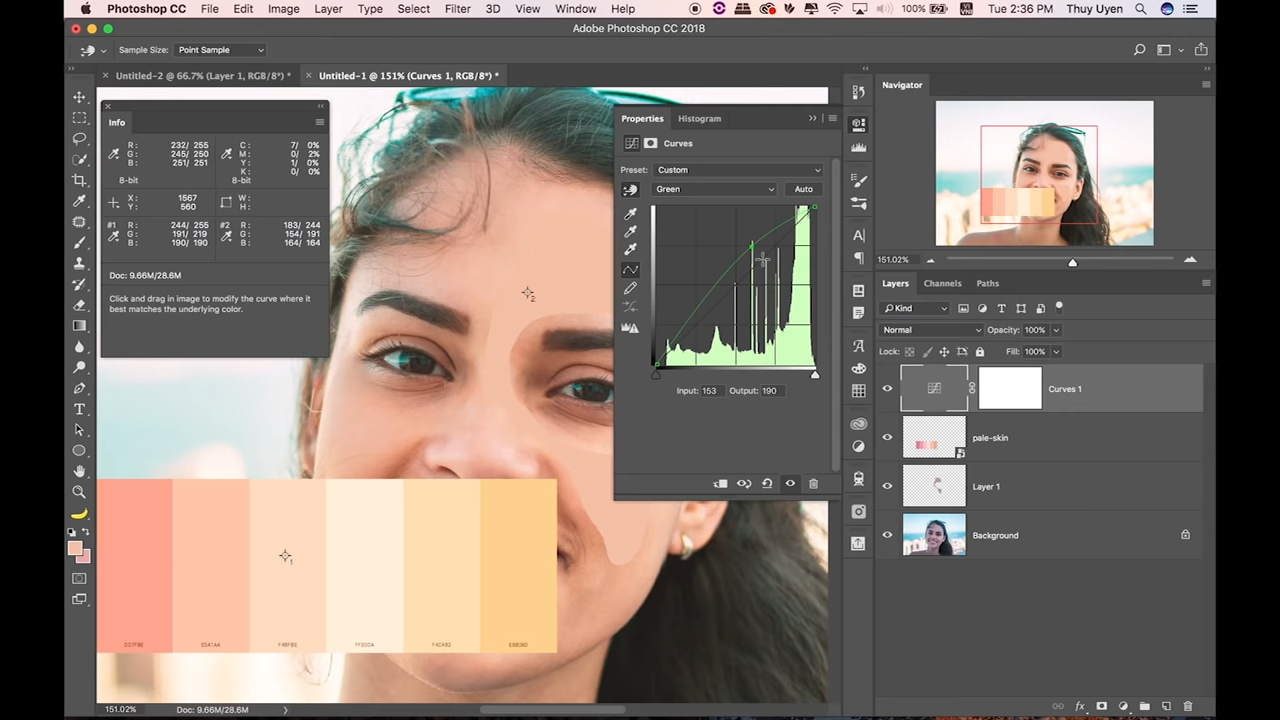 Photoshop CC File Edit Image Layer Type Select Filter 3D View Window Help 100% Tue 2:36 PM Thuy Uyen
Adobe Photoshop CC 2018
Sample Size: Point Sample
Untitled-2 @ 66.7% (Layer 1, RGB/8*) * Untitled-1 @ 151% (Curves 1, RGB/8*) *
Info
R: 232/ 255 C: 7/ 0%
G: 245/ 250 M: 0/ 2%
B: 251/ 251 Y: 1/ 0%
K: 0/ 0%
8-bit 8-bit
X: 1567 W:
Y: 560 H:
#1 R: 244/ 255 #2 R: 183/ 244
G: 191/ 219 G: 154/ 191
B: 190/ 190 B: 164/ 164
Doc: 9.66M/28.6M
Click and drag in image to modify the curve where it
best matches the underlying color.
Properties Histogram
Curves
Preset: Custom
Green Auto
Input: 153 Output: 190
Navigator
151.02%
Layers Channels Paths
Kind
Normal Opacity: 100%
Lock: Fill: 100%
Curves 1
pale-skin
Layer 1
Background
2
1
151.02% Doc: 9.66M/28.6M